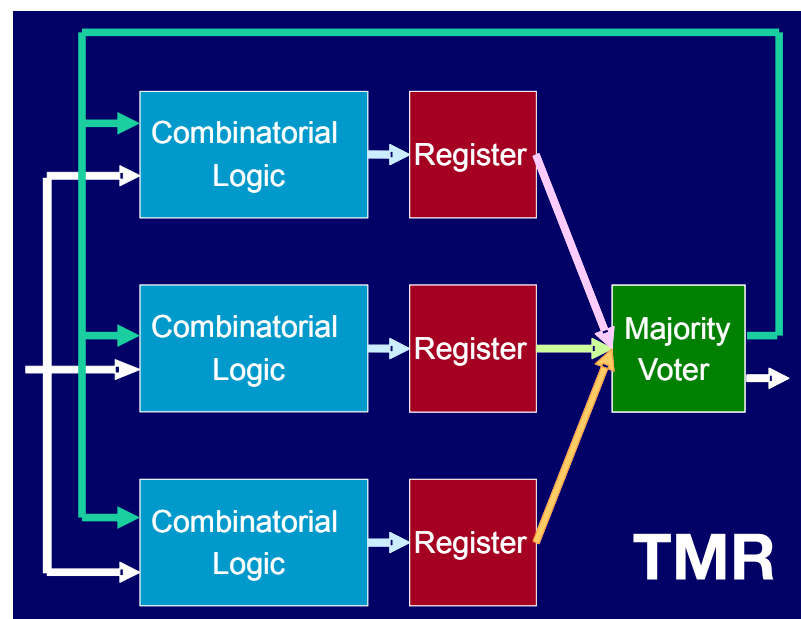 Combinatorial
Logic
Register
Combinatorial
Logic
Register
Majority
Voter
Combinatorial
Logic
Register
TMR